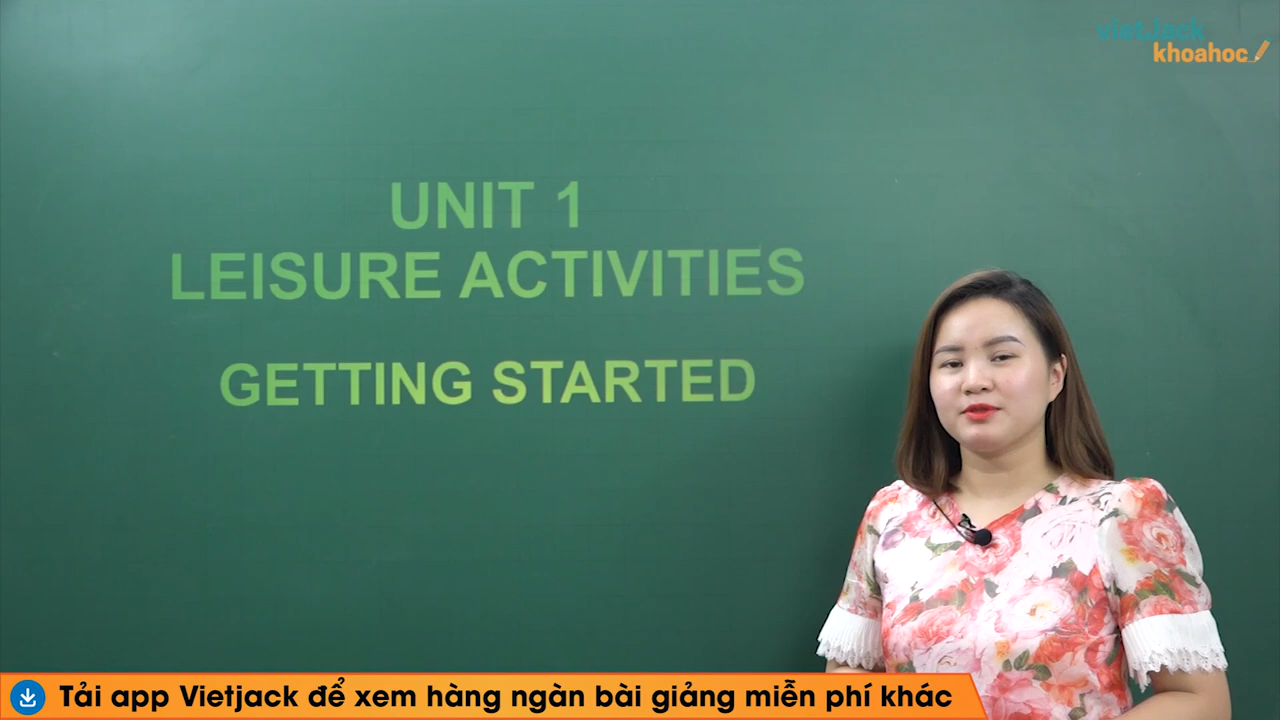 vietjack
khoahoc
UNIT 1
LEISURE ACTIVITIES
GETTING STARTED
Tải app Vietjack để xem hàng ngàn bài giảng miễn phí khác